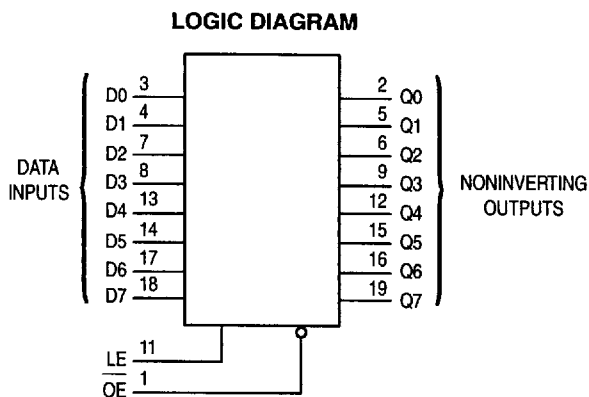 LOGIC DIAGRAM
D0 3
D1 4
D2 7
D3 8
D4 13
D5 14
D6 17
D7 18
DATA
INPUTS
2 Q0
5 Q1
6 Q2
9 Q3
12 Q4
15 Q5
16 Q6
19 Q7
NONINVERTING
OUTPUTS
LE 11
O̅E̅ 1